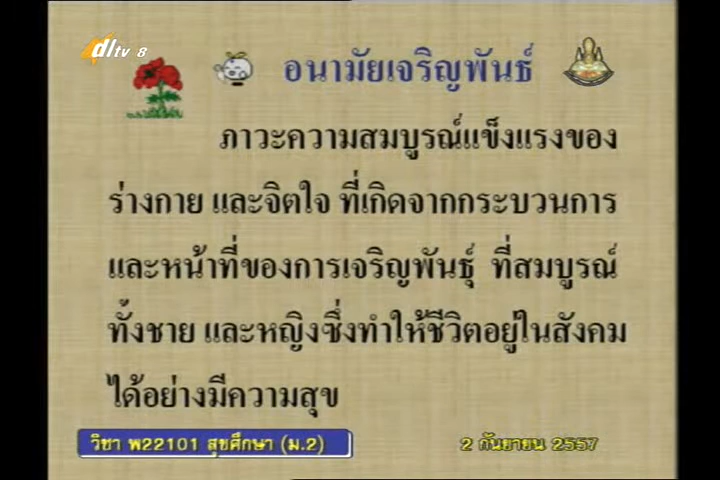 dltv 8
อนามัยเจริญพันธ์
ภาวะความสมบูรณ์แข็งแรงของ
ร่างกาย และจิตใจ ที่เกิดจากกระบวนการ
และหน้าที่ของการเจริญพันธุ์ ที่สมบูรณ์
ทั้งชาย และหญิงซึ่งทำให้ชีวิตอยู่ในสังคม
ได้อย่างมีความสุข
วิชา พ22101 สุขศึกษา (ม.2)
2 กันยายน 2557